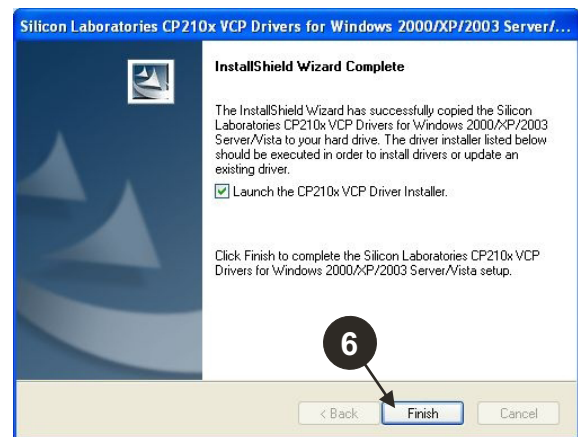 Silicon Laboratories CP210x VCP Drivers for Windows 2000/XP/2003 Server/...
InstallShield Wizard Complete
The InstallShield Wizard has successfully copied the Silicon
Laboratories CP210x VCP Drivers for Windows 2000/XP/2003
Server/Vista to your hard drive. The driver installer listed below
should be executed in order to install drivers or update an
existing driver.
Launch the CP210x VCP Driver Installer.
Click Finish to complete the Silicon Laboratories CP210x VCP
Drivers for Windows 2000/XP/2003 Server/Vista setup.
6
< Back Finish Cancel